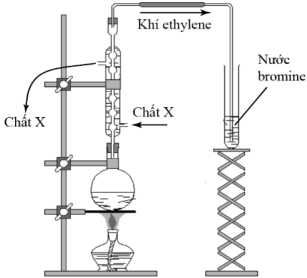 Khí ethylene
Nước
bromine
Chất X
Chất X